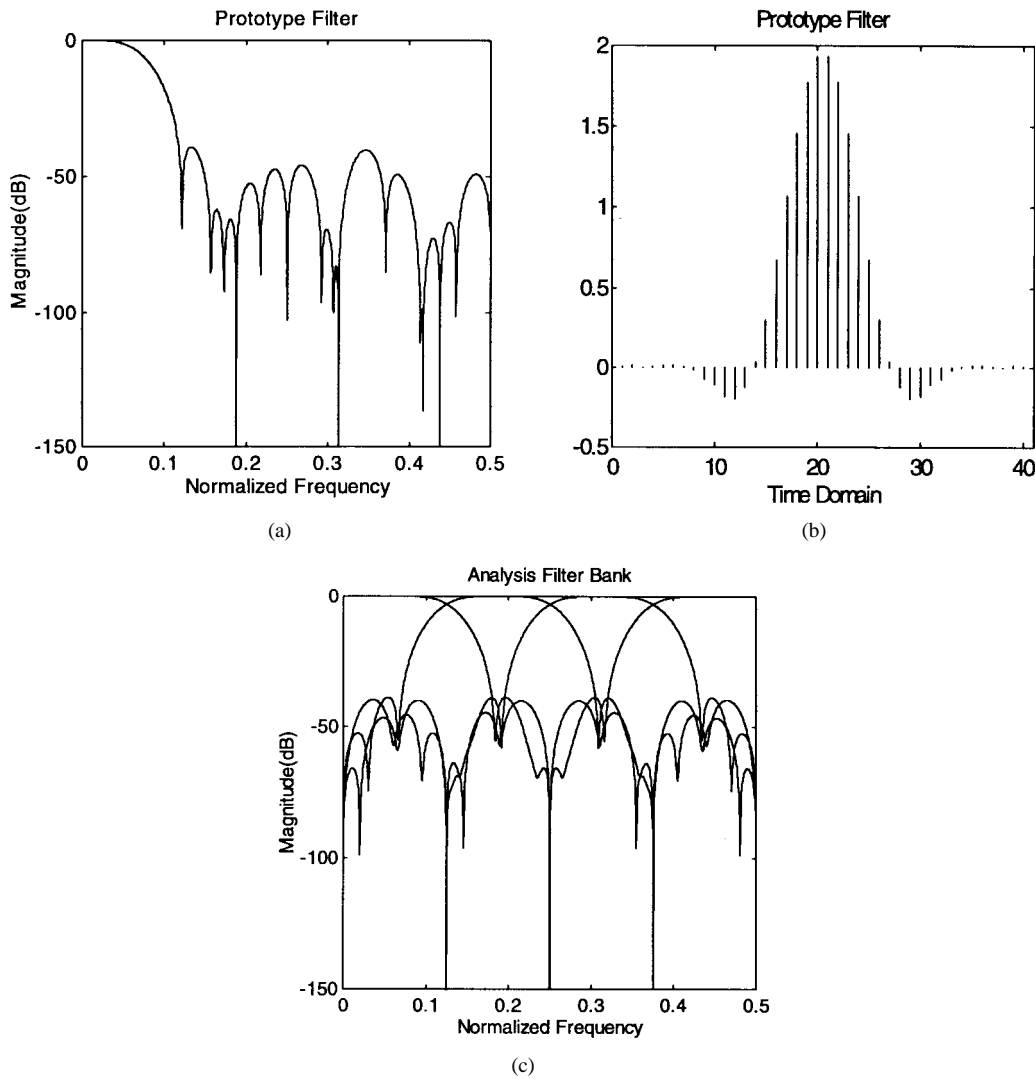 Prototype Filter
0
-50
-100
-150
Magnitude(dB)
0 0.1 0.2 0.3 0.4 0.5
Normalized Frequency
(a)
Prototype Filter
2
1.5
1
0.5
0
-0.5
0 10 20 30 40
Time Domain
(b)
Analysis Filter Bank
0
-50
-100
-150
Magnitude(dB)
0 0.1 0.2 0.3 0.4 0.5
Normalized Frequency
(c)